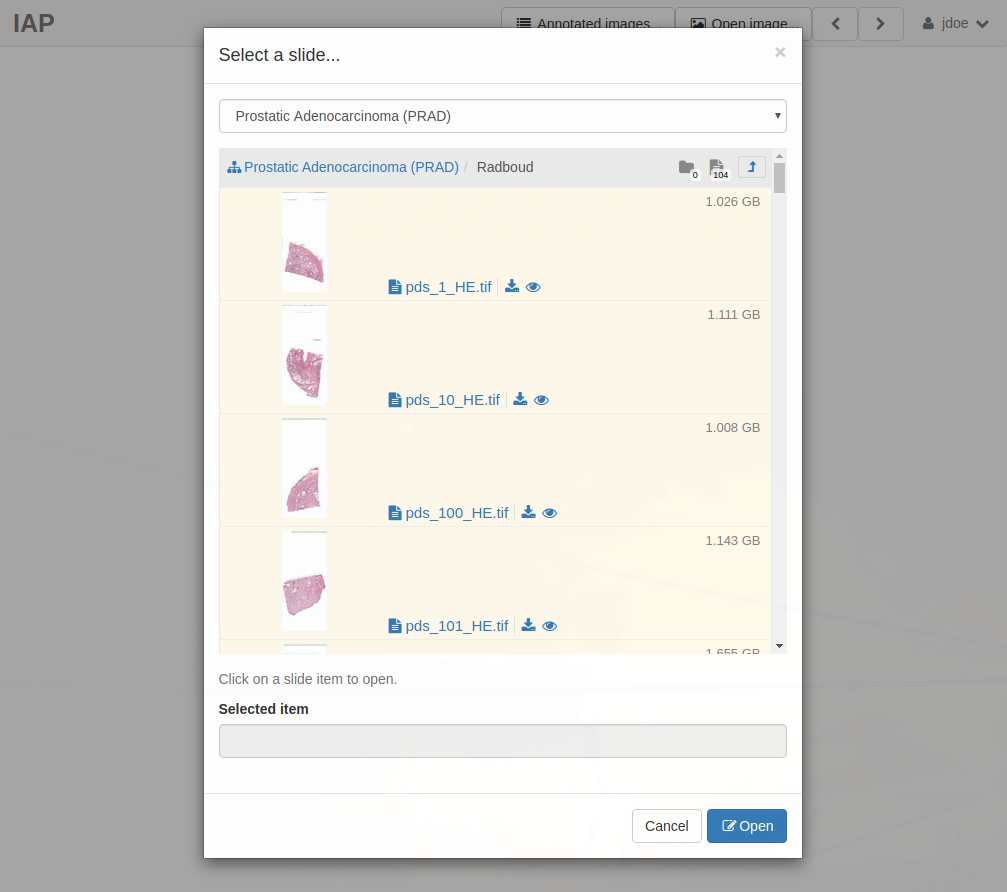 IAP
Annotated images...
Open image...
jdoe
Select a slide...
×
Prostatic Adenocarcinoma (PRAD)
Prostatic Adenocarcinoma (PRAD) / Radboud
0
104
1.026 GB
pds_1_HE.tif
1.111 GB
pds_10_HE.tif
1.008 GB
pds_100_HE.tif
1.143 GB
pds_101_HE.tif
1.655 GB
Click on a slide item to open.
Selected item
Cancel
Open